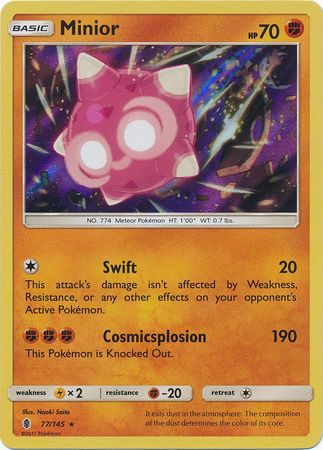 BASIC Minior HP 70
NO. 774 Meteor Pokémon HT: 1'00" WT: 0.7 lbs.
Swift 20
This attack's damage isn't affected by Weakness,
Resistance, or any other effects on your opponent's
Active Pokémon.
Cosmicsplosion 190
This Pokémon is Knocked Out.
weakness × 2 resistance -20 retreat
Illus. Naoki Saito
77/145 ★
©2017 Pokémon
It eats dust in the atmosphere. The composition
of the dust determines the color of its core.